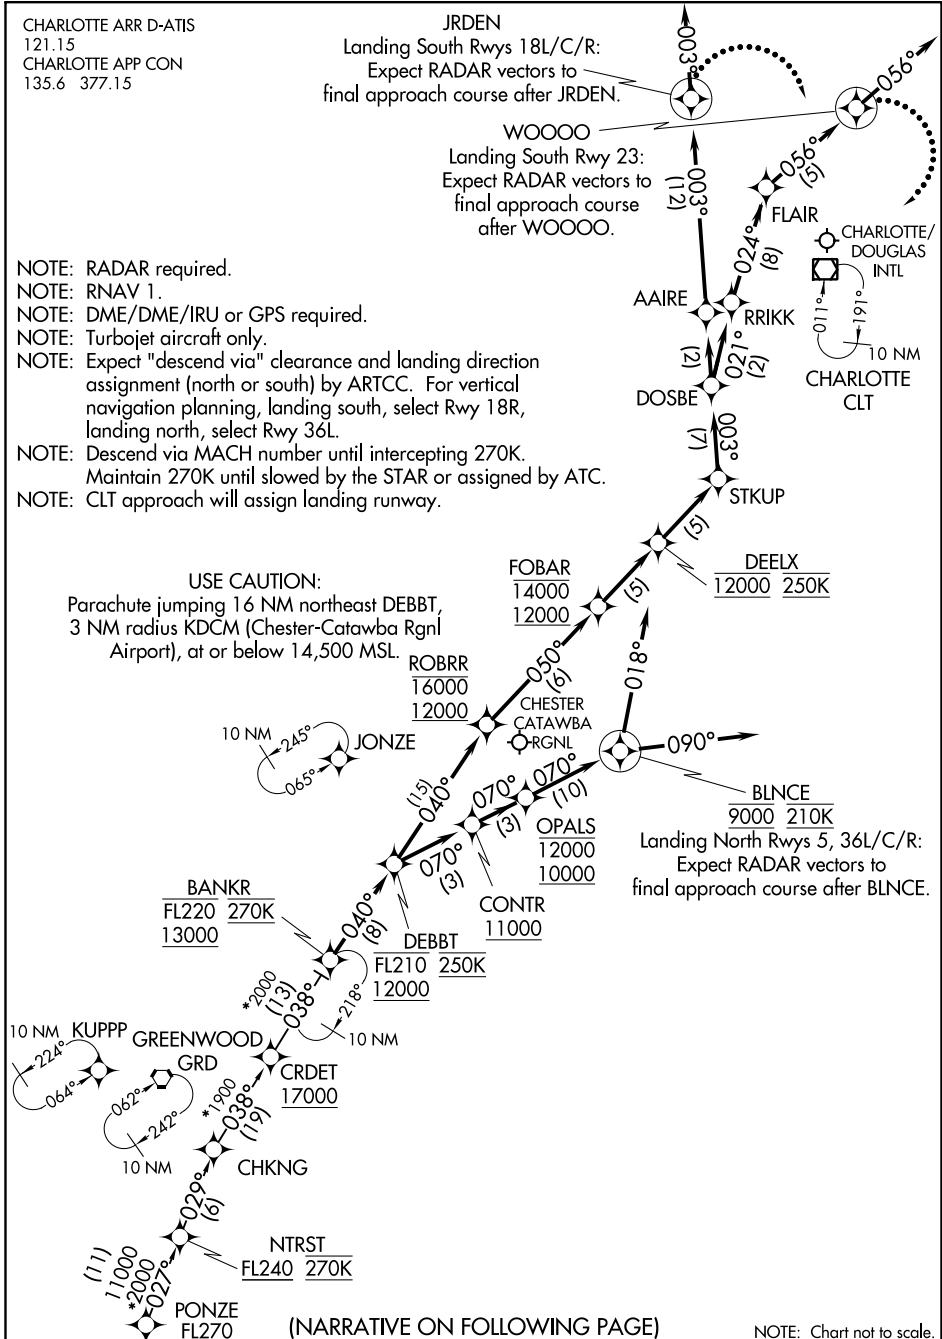 CHARLOTTE ARR D-ATIS
121.15
CHARLOTTE APP CON
135.6 377.15
JRDEN
Landing South Rwys 18L/C/R:
Expect RADAR vectors to
final approach course after JRDEN.
003°
056°
WOOOO
Landing South Rwy 23:
Expect RADAR vectors to
final approach course
after WOOOO.
003°
(12)
056°
(5)
FLAIR
024°
(8)
CHARLOTTE/
DOUGLAS
INTL
011°
191°
10 NM
CHARLOTTE
CLT
NOTE: RADAR required.
NOTE: RNAV 1.
NOTE: DME/DME/IRU or GPS required.
NOTE: Turbojet aircraft only.
NOTE: Expect "descend via" clearance and landing direction
assignment (north or south) by ARTCC. For vertical
navigation planning, landing south, select Rwy 18R,
landing north, select Rwy 36L.
NOTE: Descend via MACH number until intercepting 270K.
Maintain 270K until slowed by the STAR or assigned by ATC.
NOTE: CLT approach will assign landing runway.
AAIRE
RRIKK
(2)
021°
(2)
DOSBE
003°
(7)
STKUP
(5)
DEELX
12000 250K
USE CAUTION:
Parachute jumping 16 NM northeast DEBBT,
3 NM radius KDCM (Chester-Catawba Rgnl
Airport), at or below 14,500 MSL.
FOBAR
14000
12000
(5)
018°
050°
(6)
ROBRR
16000
12000
CHESTER
CATAWBA
RGNL
10 NM
245°
065°
JONZE
090°
BLNCE
9000 210K
Landing North Rwys 5, 36L/C/R:
Expect RADAR vectors to
final approach course after BLNCE.
(15)
040°
070°
(3)
070°
(3)
070°
(10)
OPALS
12000
10000
CONTR
11000
BANKR
FL220 270K
13000
040°
(8)
DEBBT
FL210 250K
12000
*2000
(13)
038°
218°
10 NM
10 NM
KUPPP
224°
064°
GREENWOOD
GRD
062°
242°
10 NM
CRDET
17000
*1900
038°
(19)
CHKNG
029°
(6)
NTRST
FL240 270K
(11)
11000
*2000
027°
PONZE
FL270
(NARRATIVE ON FOLLOWING PAGE)
NOTE: Chart not to scale.